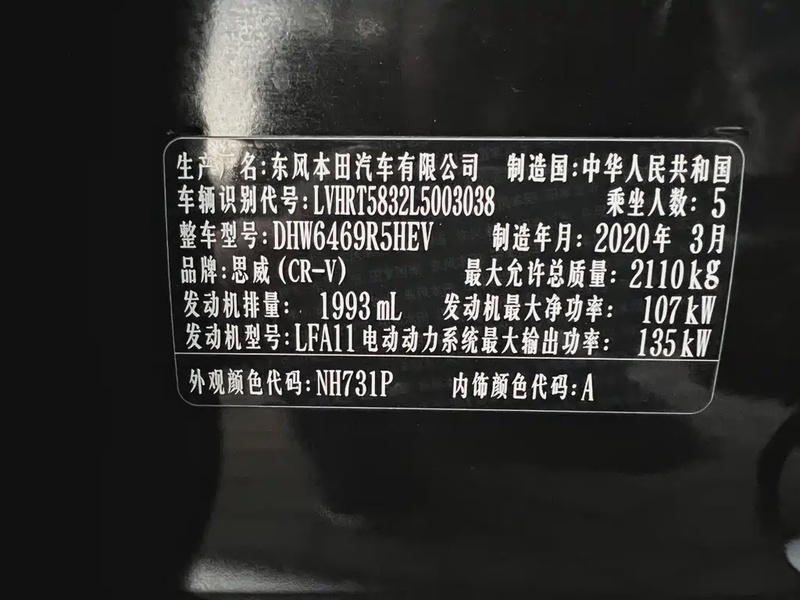 生产厂名:东风本田汽车有限公司 制造国:中华人民共和国
车辆识别代号:LVHRT5832L5003038 乘坐人数: 5
整车型号:DHW6469R5HEV 制造年月: 2020年 3月
品牌:思威(CR-V) 最大允许总质量: 2110kg
发动机排量: 1993mL 发动机最大净功率: 107kW
发动机型号:LFA11 电动动力系统最大输出功率: 135kW
外观颜色代码:NH731P 内饰颜色代码:A